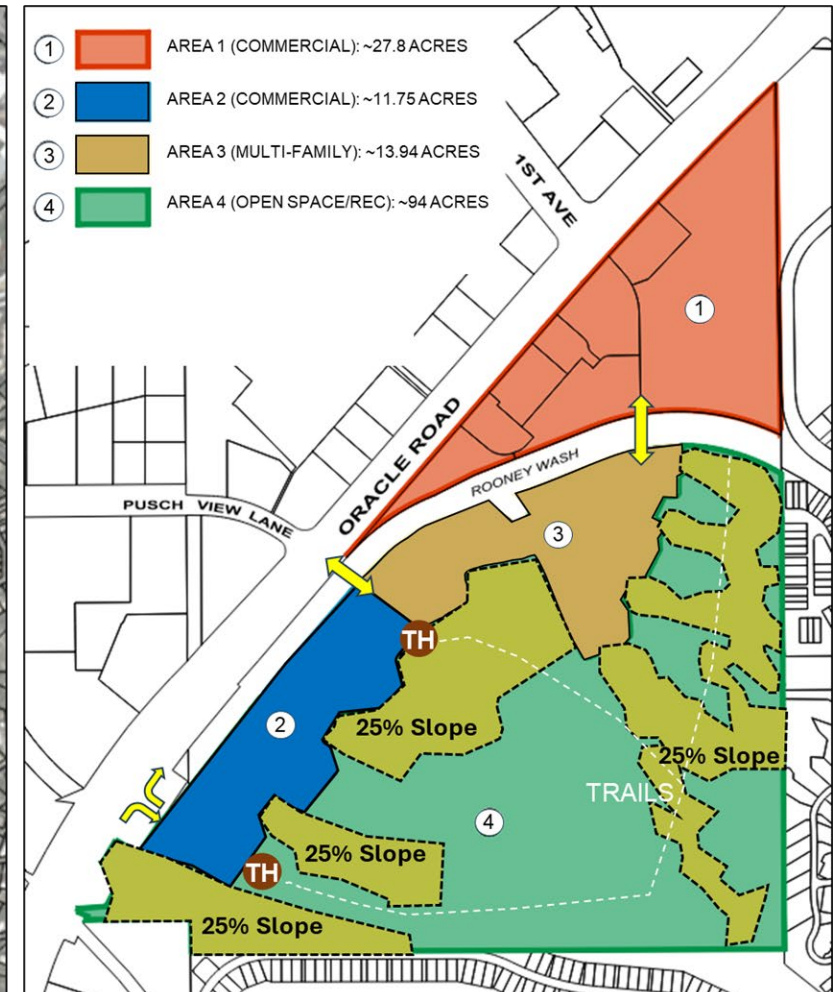 1 AREA 1 (COMMERCIAL): ~27.8 ACRES
2 AREA 2 (COMMERCIAL): ~11.75 ACRES
3 AREA 3 (MULTI-FAMILY): ~13.94 ACRES
4 AREA 4 (OPEN SPACE/REC): ~94 ACRES
1ST AVE
1
ORACLE ROAD
ROONEY WASH
PUSCH VIEW LANE
3
TH
2
25% Slope
25% Slope
TRAILS
4
25% Slope
TH
25% Slope